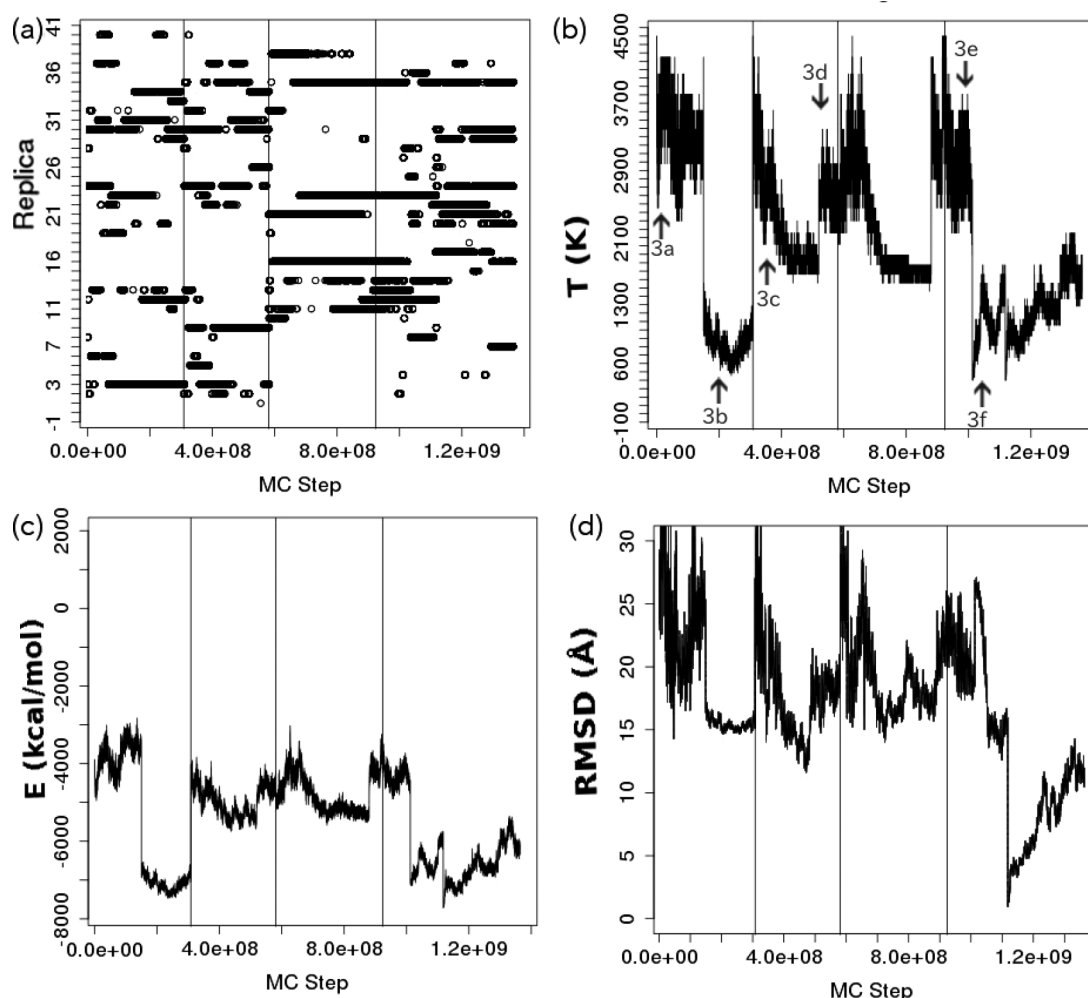 (a)
Replica
41
36
31
26
21
16
11
7
3
-1
0.0e+00 4.0e+08 8.0e+08 1.2e+09
MC Step
(b)
T (K)
4500
3700
2900
2100
1300
600
-100
3a
3b
3c
3d
3e
3f
0.0e+00 4.0e+08 8.0e+08 1.2e+09
MC Step
(c)
E (kcal/mol)
2000
0
-2000
-4000
-6000
-8000
0.0e+00 4.0e+08 8.0e+08 1.2e+09
MC Step
(d)
RMSD (Å)
30
25
20
15
10
5
0
0.0e+00 4.0e+08 8.0e+08 1.2e+09
MC Step